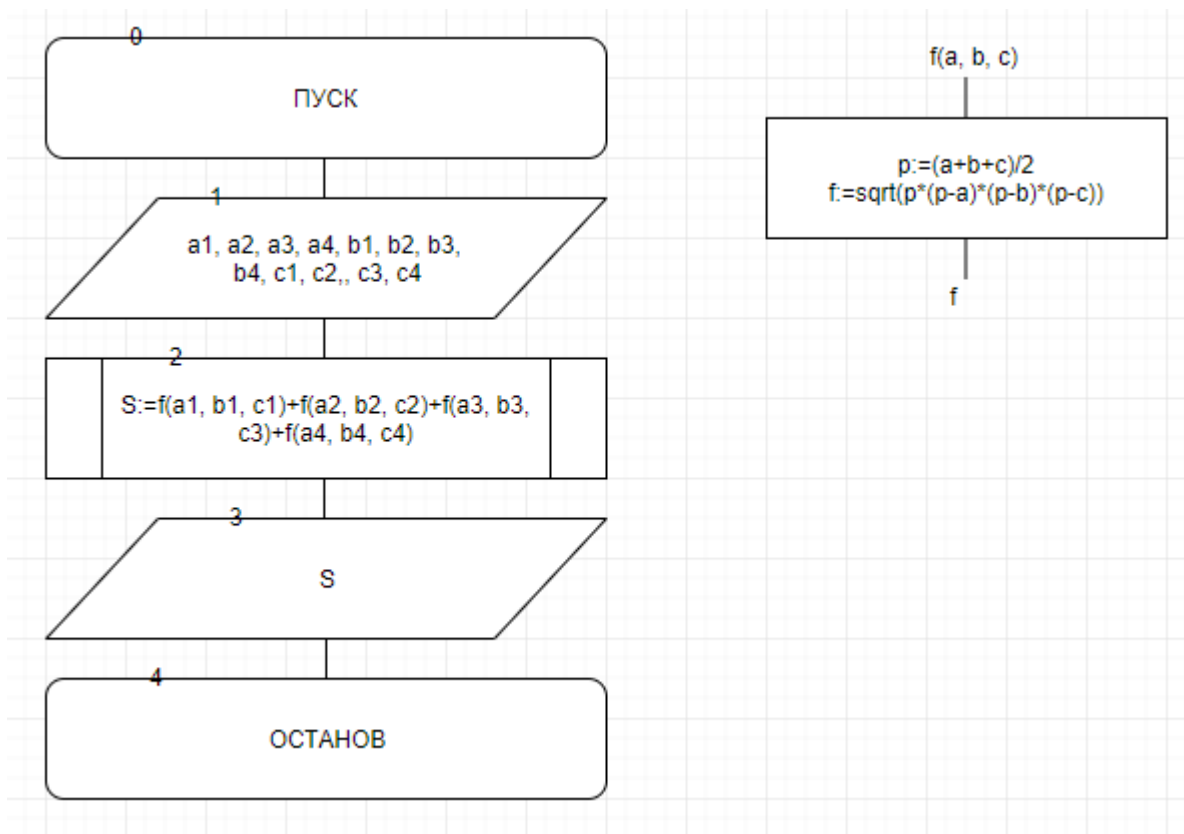 0
ПУСК
1
a1, a2, a3, a4, b1, b2, b3,
b4, c1, c2,, c3, c4
2
S:=f(a1, b1, c1)+f(a2, b2, c2)+f(a3, b3,
c3)+f(a4, b4, c4)
3
S
4
ОСТАНОВ
f(a, b, c)
p:=(a+b+c)/2
f:=sqrt(p*(p-a)*(p-b)*(p-c))
f